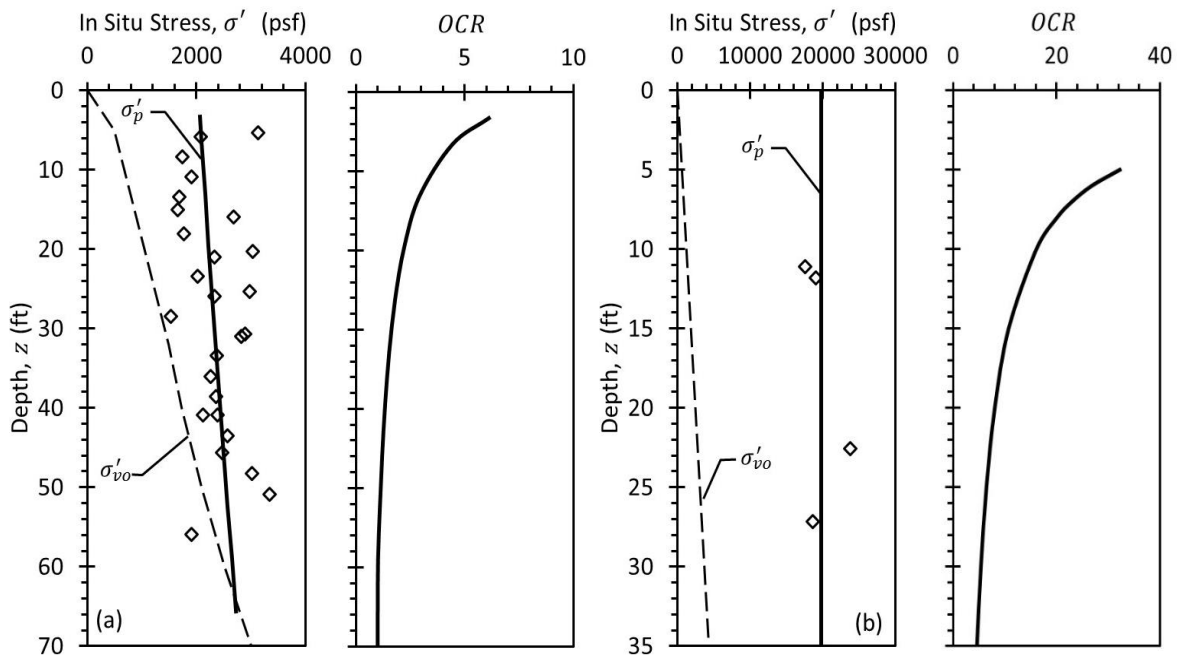 In Situ Stress, σ′ (psf)
0 2000 4000
OCR
0 5 10
In Situ Stress, σ′ (psf)
0 10000 20000 30000
OCR
0 20 40
Depth, z (ft)
0
10
20
30
40
50
60
70
σ′p
σ′vo
(a)
Depth, z (ft)
0
5
10
15
20
25
30
35
σ′p
σ′vo
(b)